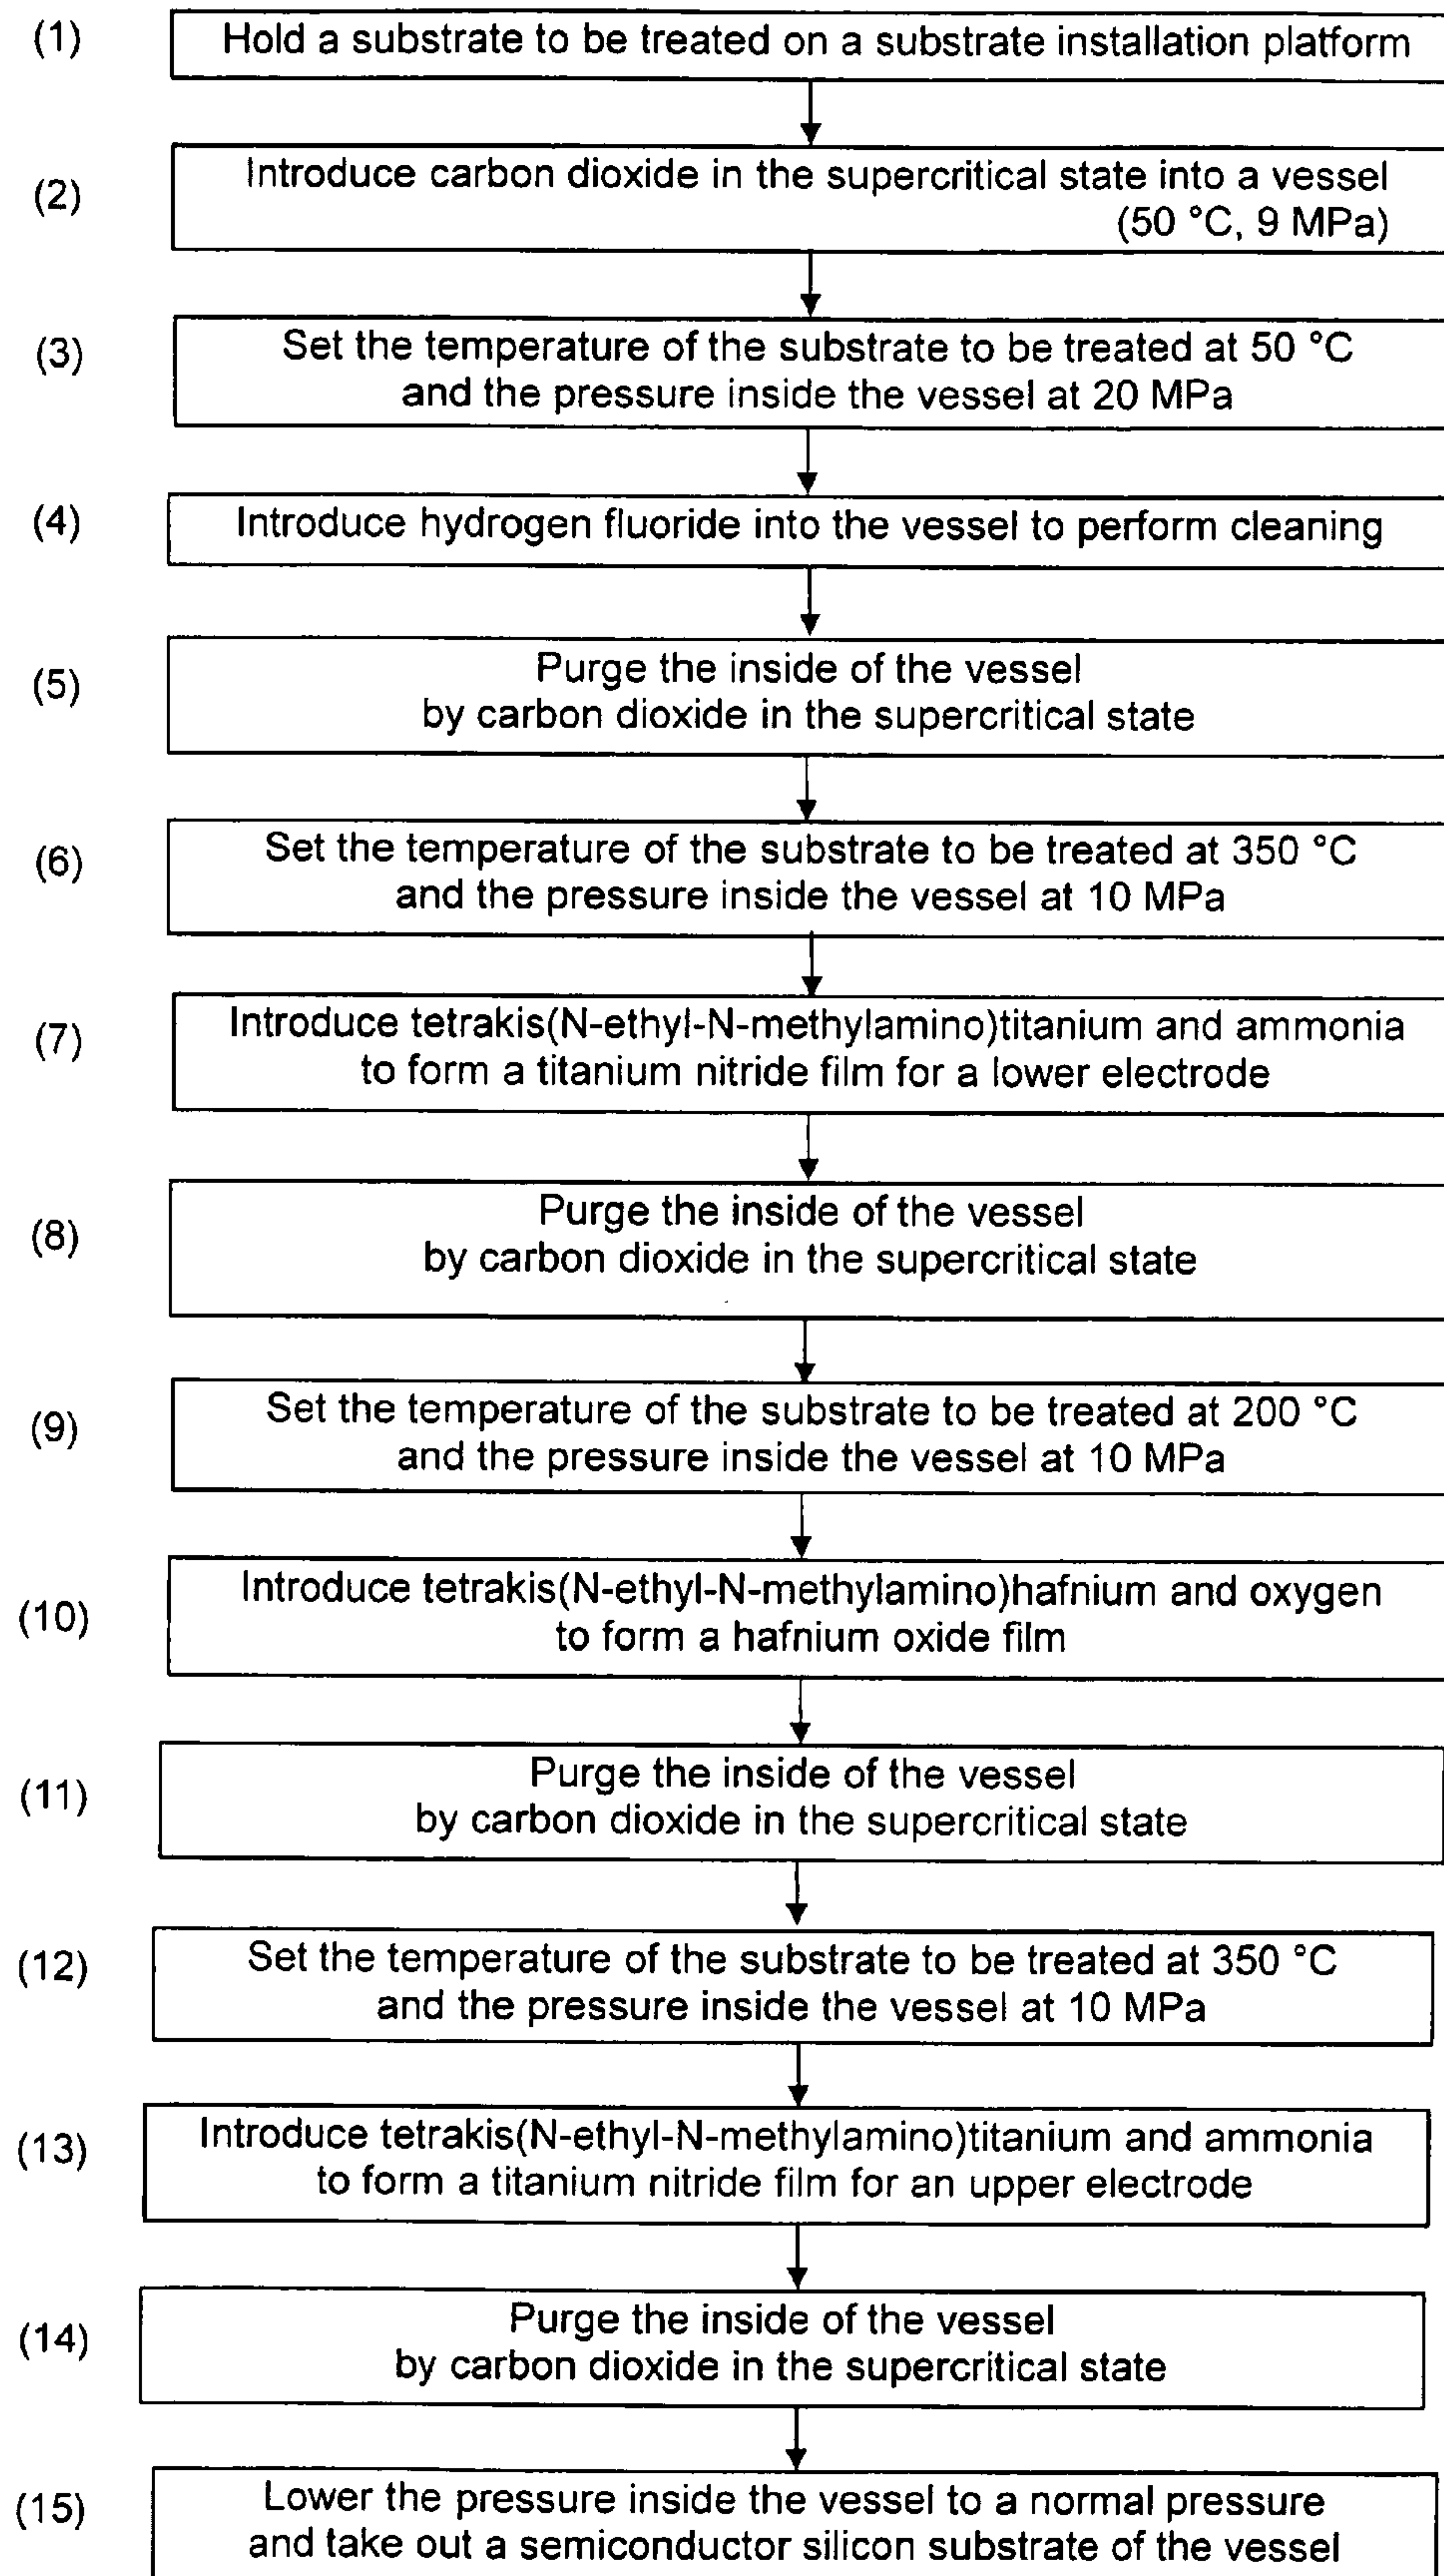 (1)
Hold a substrate to be treated on a substrate installation platform
(2)
Introduce carbon dioxide in the supercritical state into a vessel
(50 °C, 9 MPa)
(3)
Set the temperature of the substrate to be treated at 50 °C
and the pressure inside the vessel at 20 MPa
(4)
Introduce hydrogen fluoride into the vessel to perform cleaning
(5)
Purge the inside of the vessel
by carbon dioxide in the supercritical state
(6)
Set the temperature of the substrate to be treated at 350 °C
and the pressure inside the vessel at 10 MPa
(7)
Introduce tetrakis(N-ethyl-N-methylamino)titanium and ammonia
to form a titanium nitride film for a lower electrode
(8)
Purge the inside of the vessel
by carbon dioxide in the supercritical state
(9)
Set the temperature of the substrate to be treated at 200 °C
and the pressure inside the vessel at 10 MPa
(10)
Introduce tetrakis(N-ethyl-N-methylamino)hafnium and oxygen
to form a hafnium oxide film
(11)
Purge the inside of the vessel
by carbon dioxide in the supercritical state
(12)
Set the temperature of the substrate to be treated at 350 °C
and the pressure inside the vessel at 10 MPa
(13)
Introduce tetrakis(N-ethyl-N-methylamino)titanium and ammonia
to form a titanium nitride film for an upper electrode
(14)
Purge the inside of the vessel
by carbon dioxide in the supercritical state
(15)
Lower the pressure inside the vessel to a normal pressure
and take out a semiconductor silicon substrate of the vessel